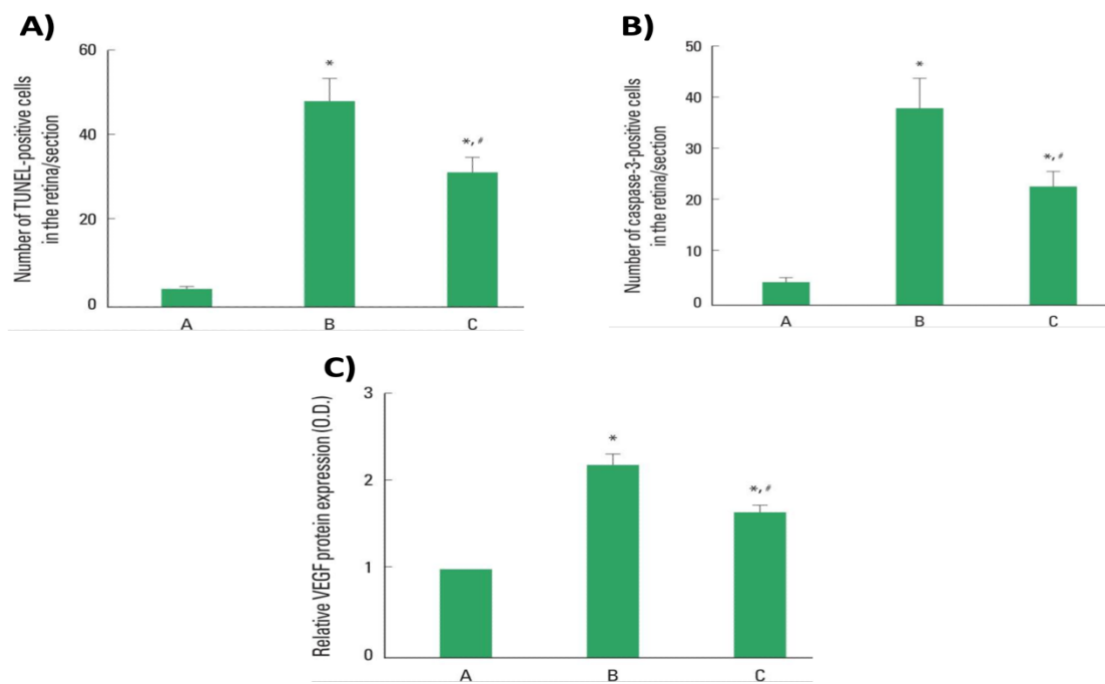 A)
Number of TUNEL-positive cells
in the retina/section
60
40
20
0
*
*, #
A B C
B)
Number of caspase-3-positive cells
in the retina/section
50
40
30
20
10
0
*
*, #
A B C
C)
Relative VEGF protein expression (O.D.)
3
2
1
0
*
*, #
A B C